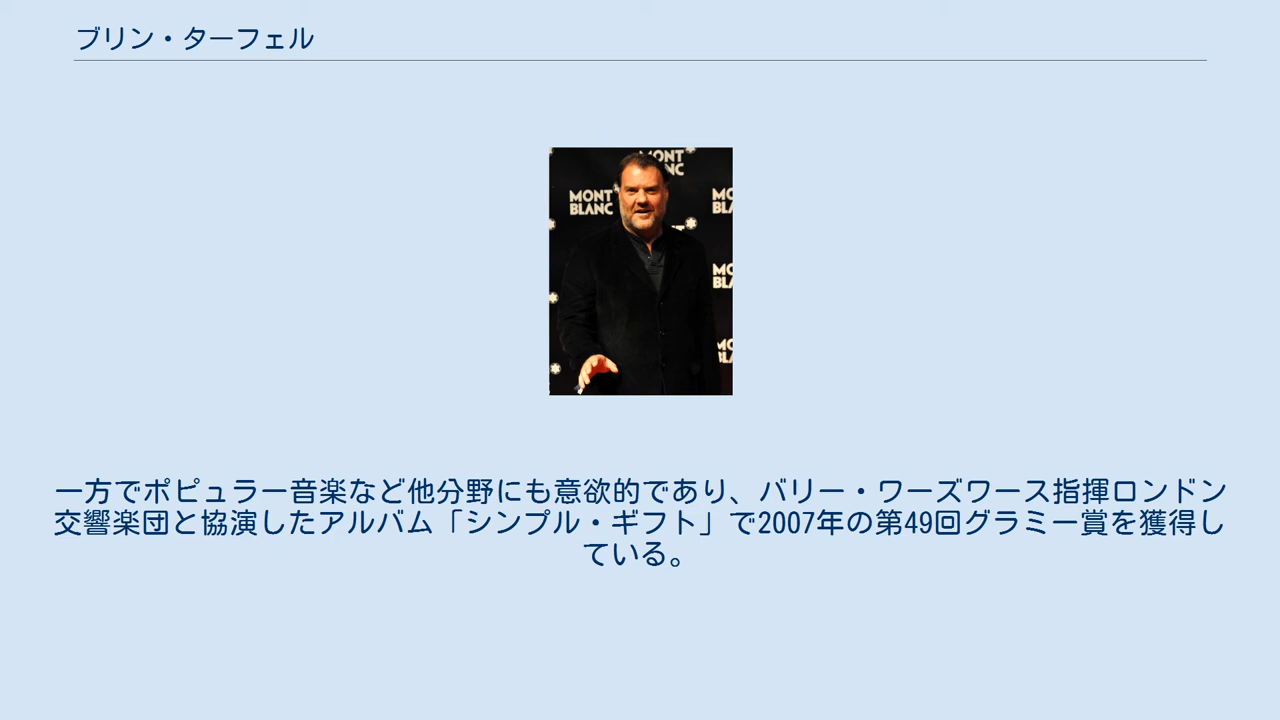 ブリン・ターフェル
MONT BLANC
MONT
BLANC
一方でポピュラー音楽など他分野にも意欲的であり、バリー・ワーズワース指揮ロンドン
交響楽団と協演したアルバム「シンプル・ギフト」で2007年の第49回グラミー賞を獲得し
ている。